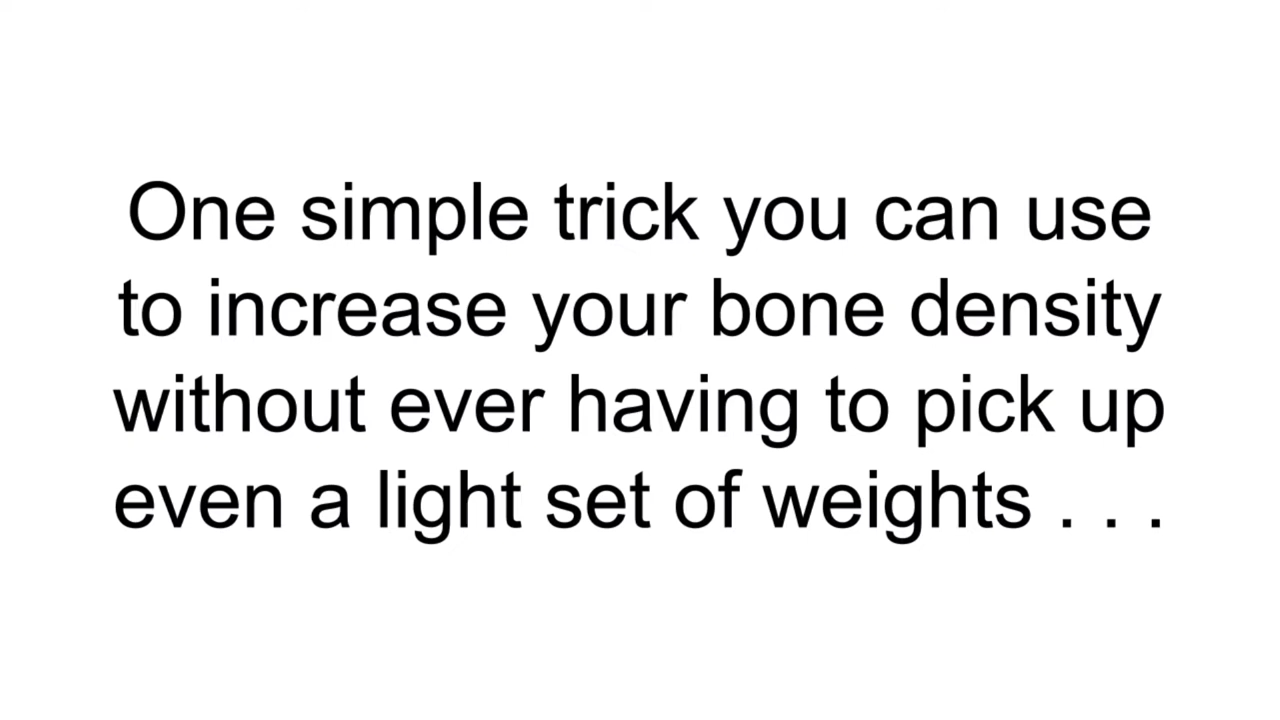 One simple trick you can use
to increase your bone density
without ever having to pick up
even a light set of weights . . .